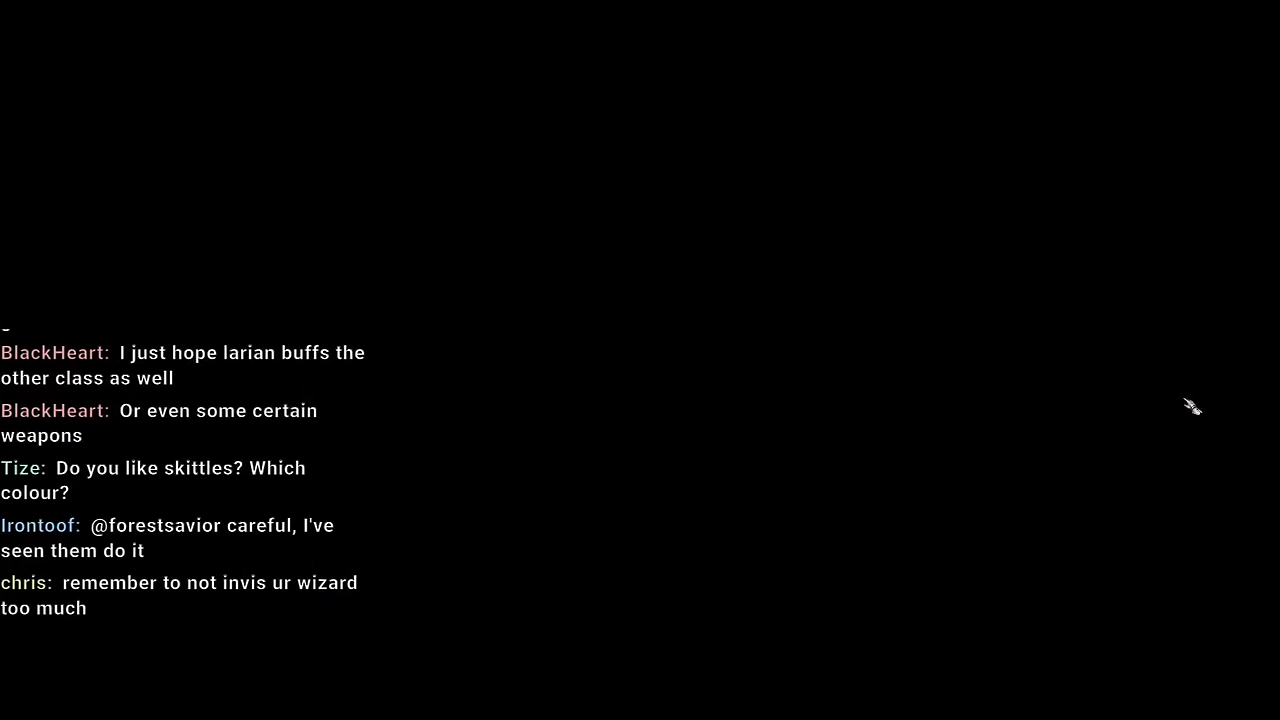 BlackHeart: I just hope larian buffs the
other class as well
BlackHeart: Or even some certain
weapons
Tize: Do you like skittles? Which
colour?
Irontoof: @forestsavior careful, I've
seen them do it
chris: remember to not invis ur wizard
too much